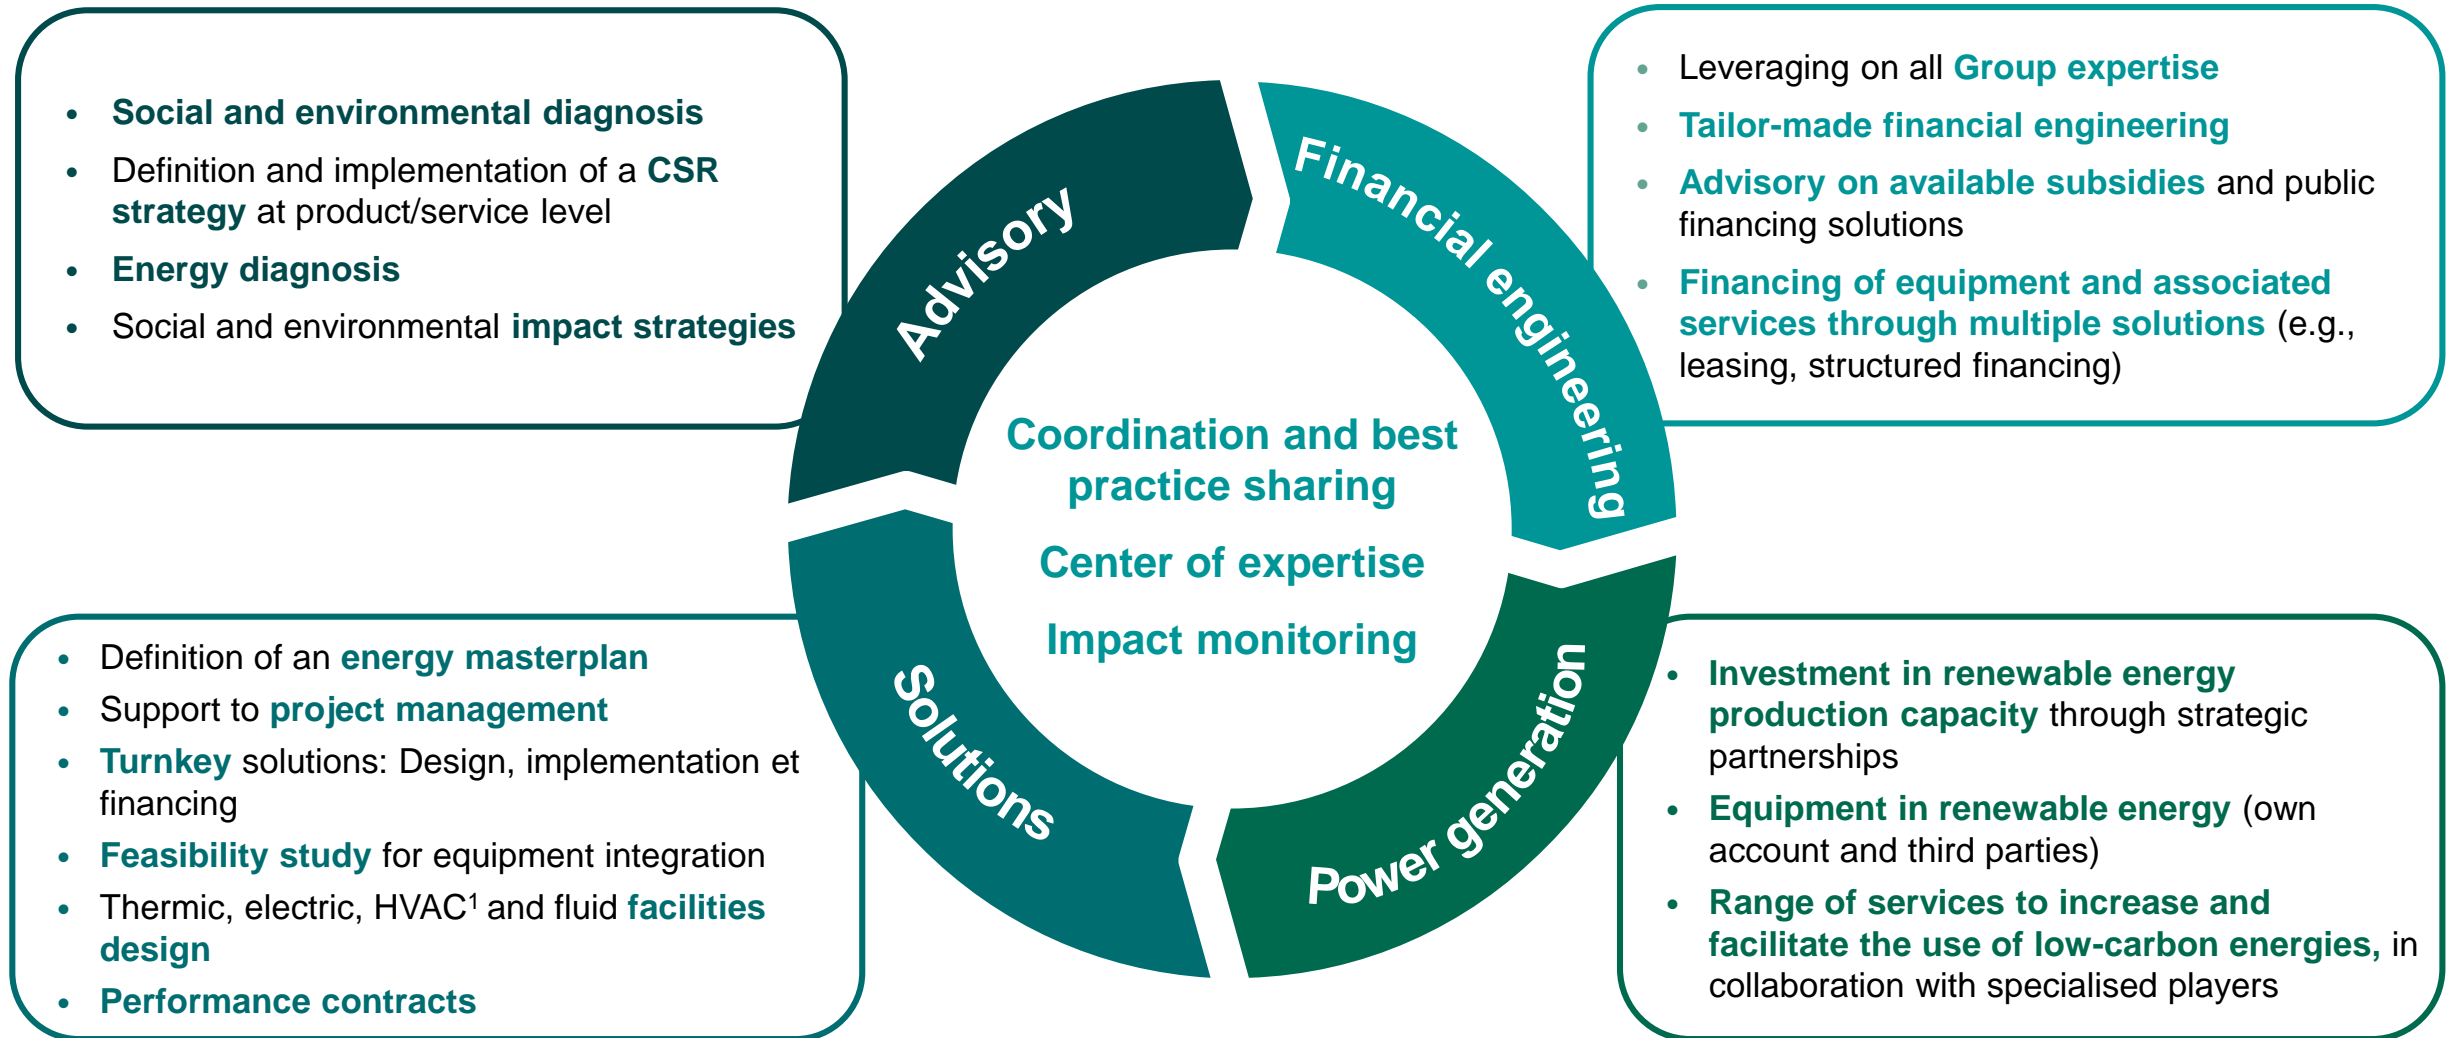 • Social and environmental diagnosis
• Definition and implementation of a CSR
strategy at product/service level
• Energy diagnosis
• Social and environmental impact strategies
Advisory
Financial engineering
• Leveraging on all Group expertise
• Tailor-made financial engineering
• Advisory on available subsidies and public
financing solutions
• Financing of equipment and associated
services through multiple solutions (e.g.,
leasing, structured financing)
Coordination and best
practice sharing
Center of expertise
Impact monitoring
• Definition of an energy masterplan
• Support to project management
• Turnkey solutions: Design, implementation et
financing
• Feasibility study for equipment integration
• Thermic, electric, HVAC¹ and fluid facilities
design
• Performance contracts
Solutions
Power generation
• Investment in renewable energy
production capacity through strategic
partnerships
• Equipment in renewable energy (own
account and third parties)
• Range of services to increase and
facilitate the use of low-carbon energies, in
collaboration with specialised players